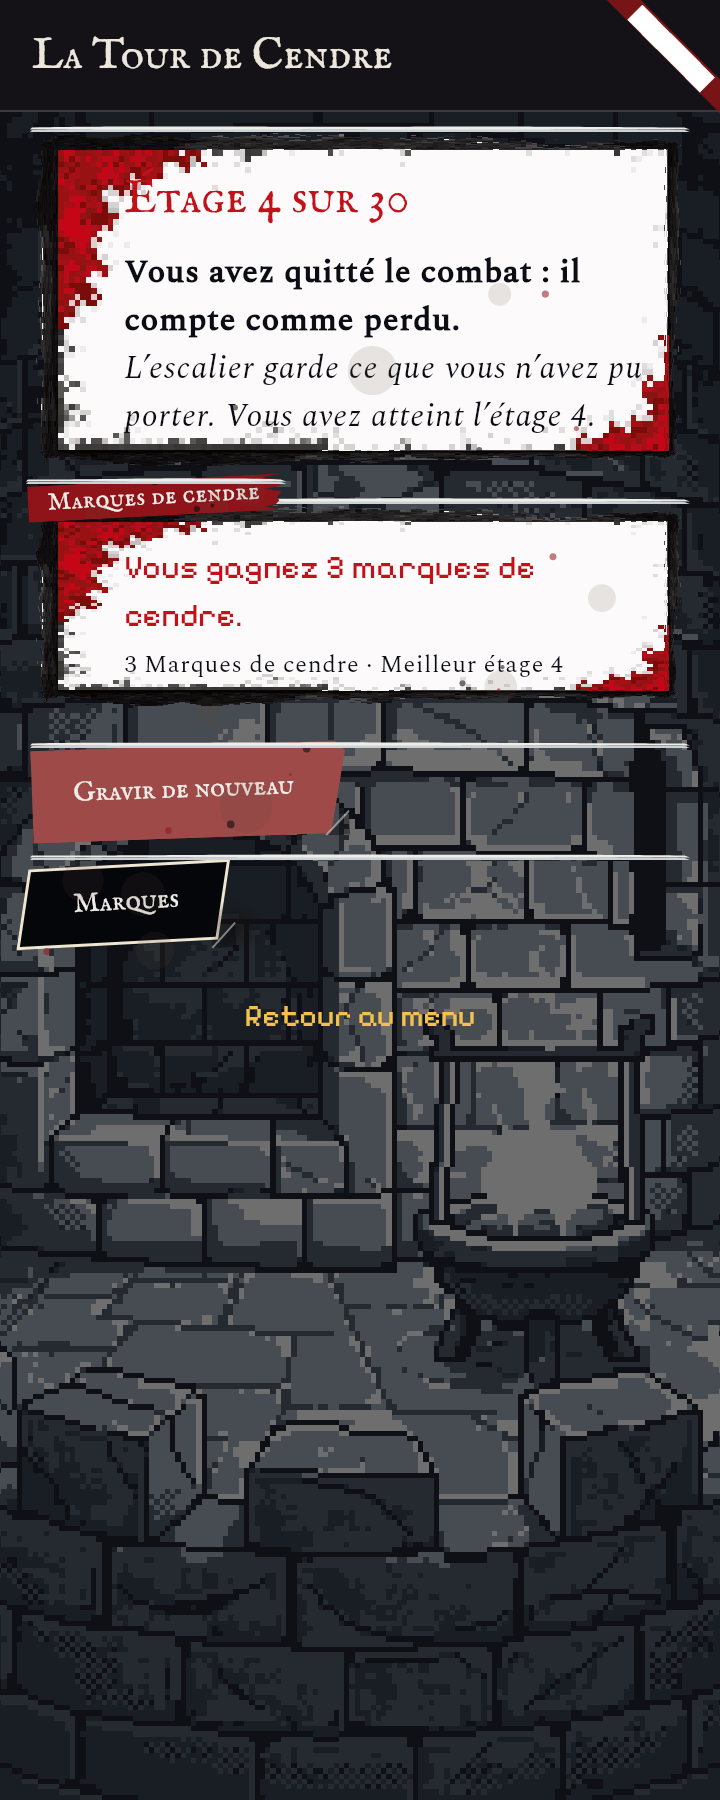 La Tour de Cendre
Etage 4 sur 30
Vous avez quitté le combat : il
compte comme perdu.
L'escalier garde ce que vous n'avez pu
porter. Vous avez atteint l'étage 4.
Marques de cendre
Vous gagnez 3 marques de
cendre.
3 Marques de cendre · Meilleur étage 4
Gravir de nouveau
Marques
Retour au menu